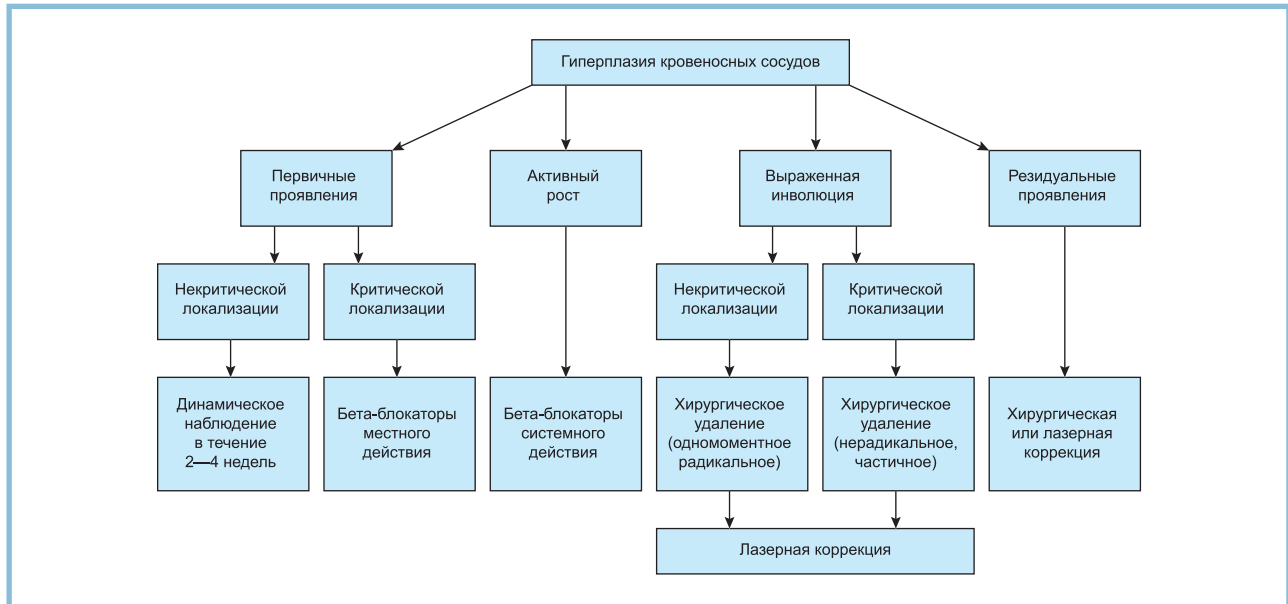 Гиперплазия кровеносных сосудов
Первичные
проявления
Активный
рост
Выраженная
инволюция
Резидуальные
проявления
Некритической
локализации
Критической
локализации
Некритической
локализации
Критической
локализации
Динамическое
наблюдение
в течение
2—4 недель
Бета-блокаторы
местного
действия
Бета-блокаторы
системного
действия
Хирургическое
удаление
(одномоментное
радикальное)
Хирургическое
удаление
(нерадикальное,
частичное)
Хирургическая
или лазерная
коррекция
Лазерная коррекция